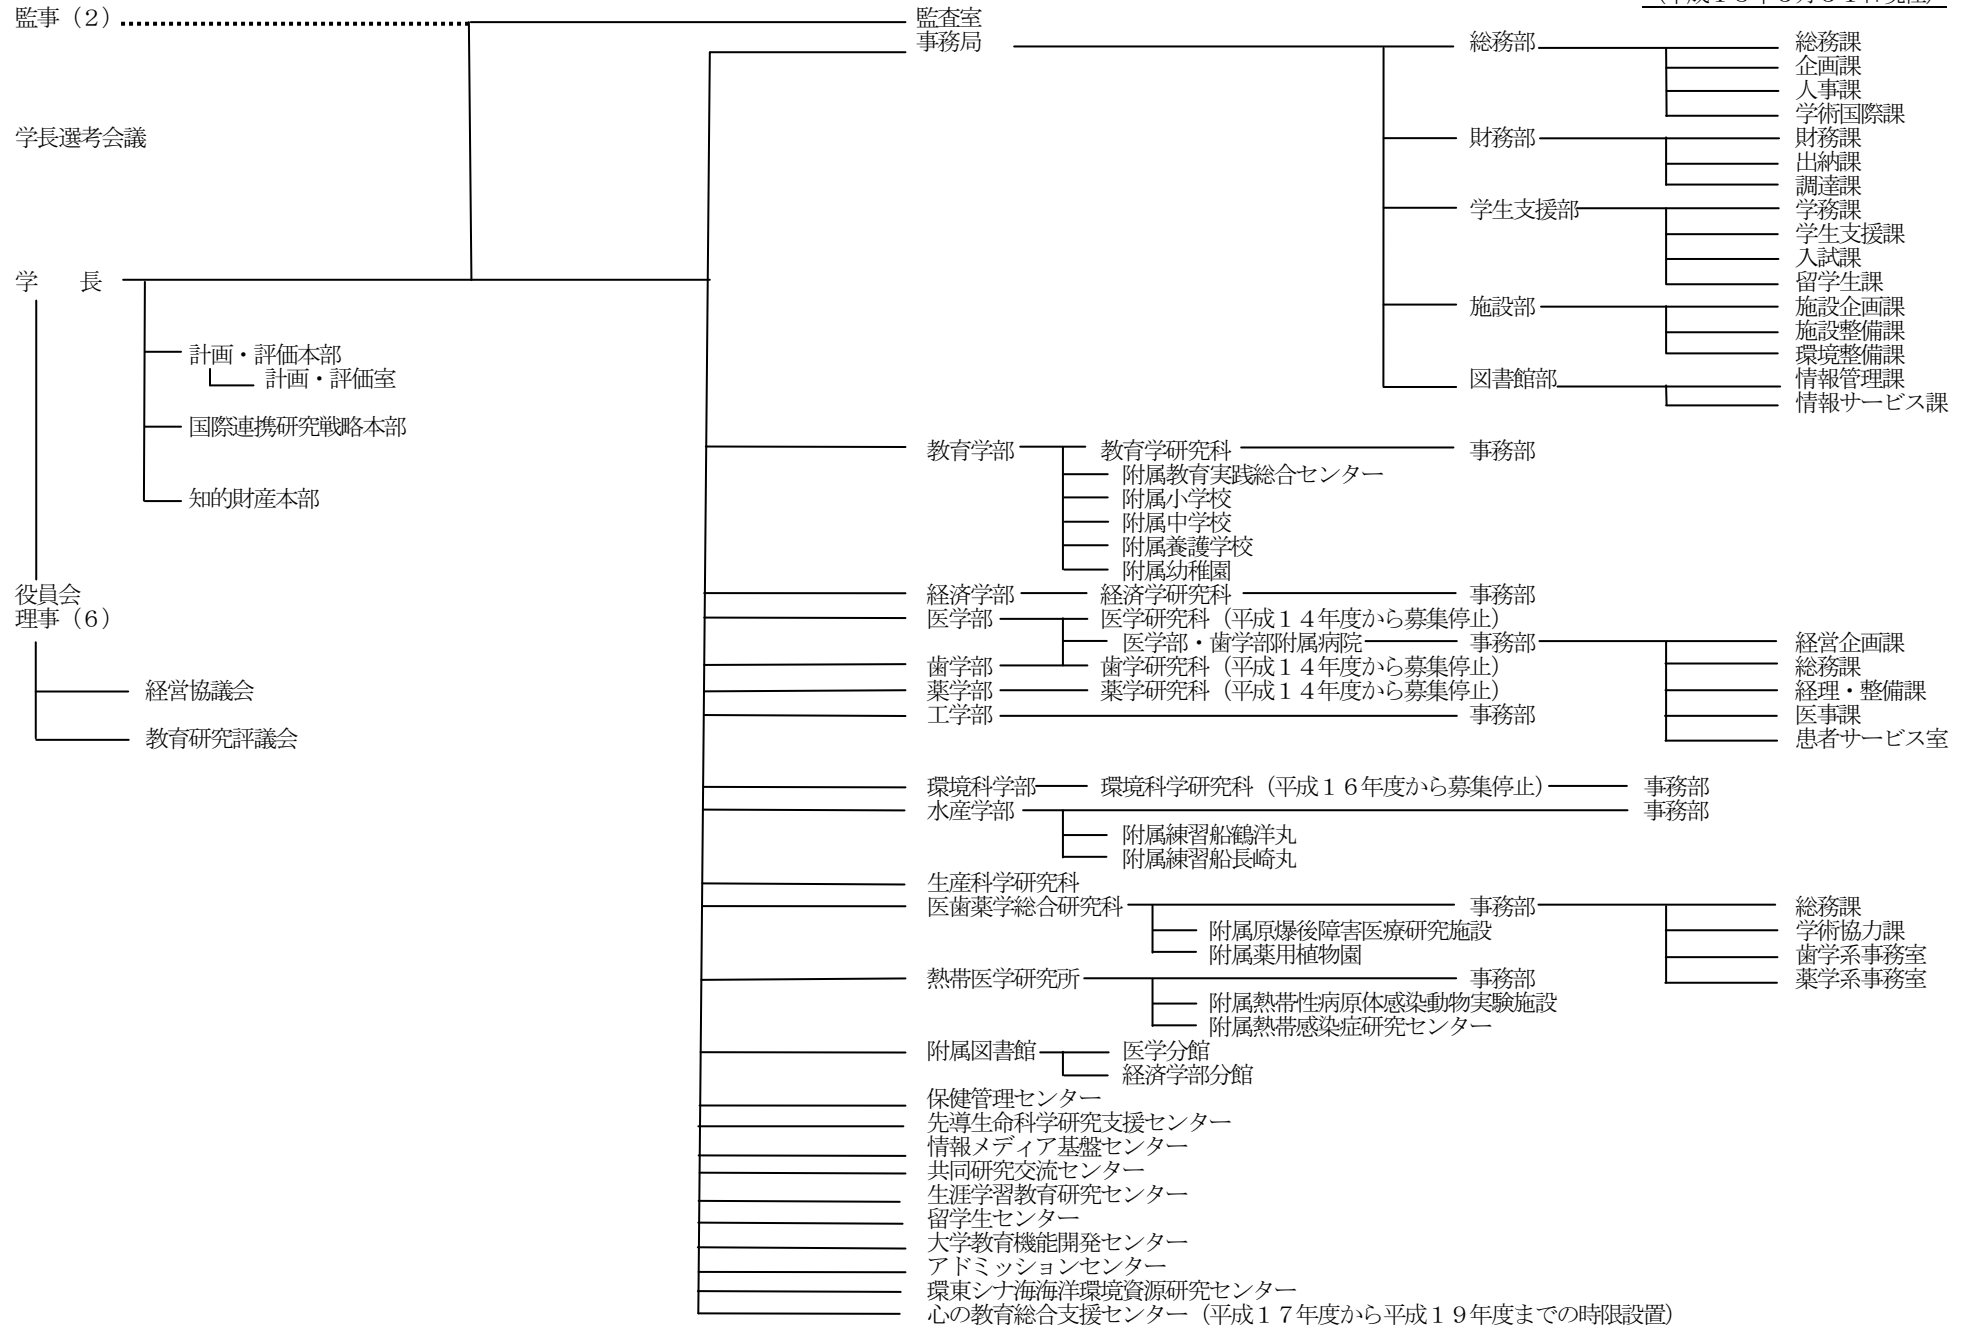 監事（２） 監査室
事務局 総務部 総務課
企画課
人事課
学術国際課
学長選考会議 財務部 財務課
出納課
調達課
学生支援部 学務課
学生支援課
入試課
学　長 留学生課
施設部 施設企画課
施設整備課
計画・評価本部 環境整備課
計画・評価室 図書館部 情報管理課
情報サービス課
国際連携研究戦略本部
教育学部 教育学研究科 事務部
附属教育実践総合センター
知的財産本部 附属小学校
附属中学校
附属養護学校
附属幼稚園
役員会 経済学部 経済学研究科 事務部
理事（６） 医学部 医学研究科（平成１４年度から募集停止）
医学部・歯学部附属病院 事務部 経営企画課
歯学部 歯学研究科（平成１４年度から募集停止） 総務課
経営協議会 薬学部 薬学研究科（平成１４年度から募集停止） 経理・整備課
工学部 事務部 医事課
教育研究評議会 患者サービス室
環境科学部 環境科学研究科（平成１６年度から募集停止） 事務部
水産学部 事務部
附属練習船鶴洋丸
附属練習船長崎丸
生産科学研究科
医歯薬学総合研究科 事務部 総務課
附属原爆後障害医療研究施設 学術協力課
附属薬用植物園 歯学系事務室
熱帯医学研究所 事務部 薬学系事務室
附属熱帯性病原体感染動物実験施設
附属熱帯感染症研究センター
附属図書館 医学分館
経済学部分館
保健管理センター
先導生命科学研究支援センター
情報メディア基盤センター
共同研究交流センター
生涯学習教育研究センター
留学生センター
大学教育機能開発センター
アドミッションセンター
環東シナ海海洋環境資源研究センター
心の教育総合支援センター（平成１７年度から平成１９年度までの時限設置）